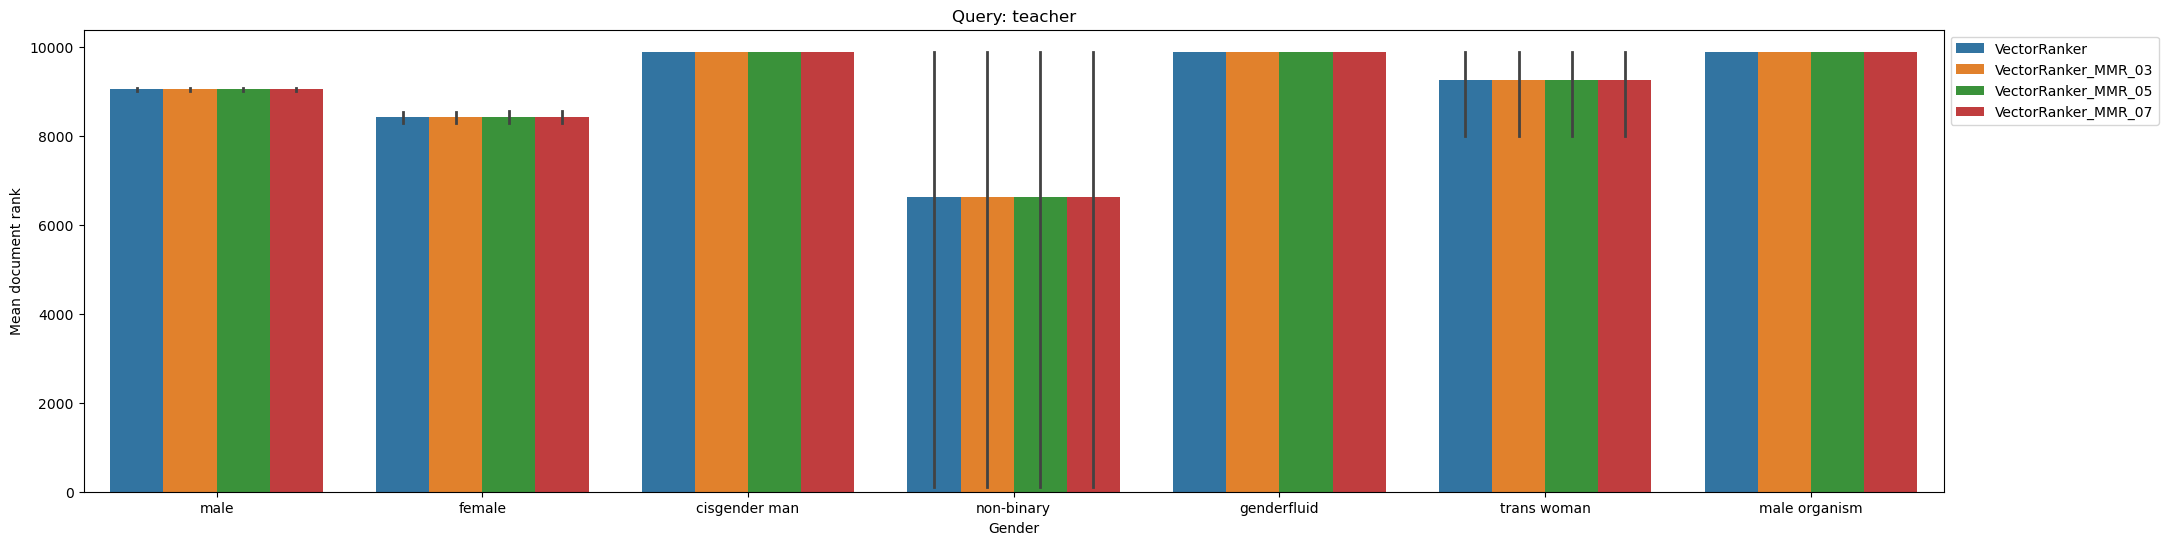 Query: teacher
10000
8000
6000
4000
2000
0
Mean document rank
male
female
cisgender man
non-binary
genderfluid
trans woman
male organism
Gender
VectorRanker
VectorRanker_MMR_03
VectorRanker_MMR_05
VectorRanker_MMR_07